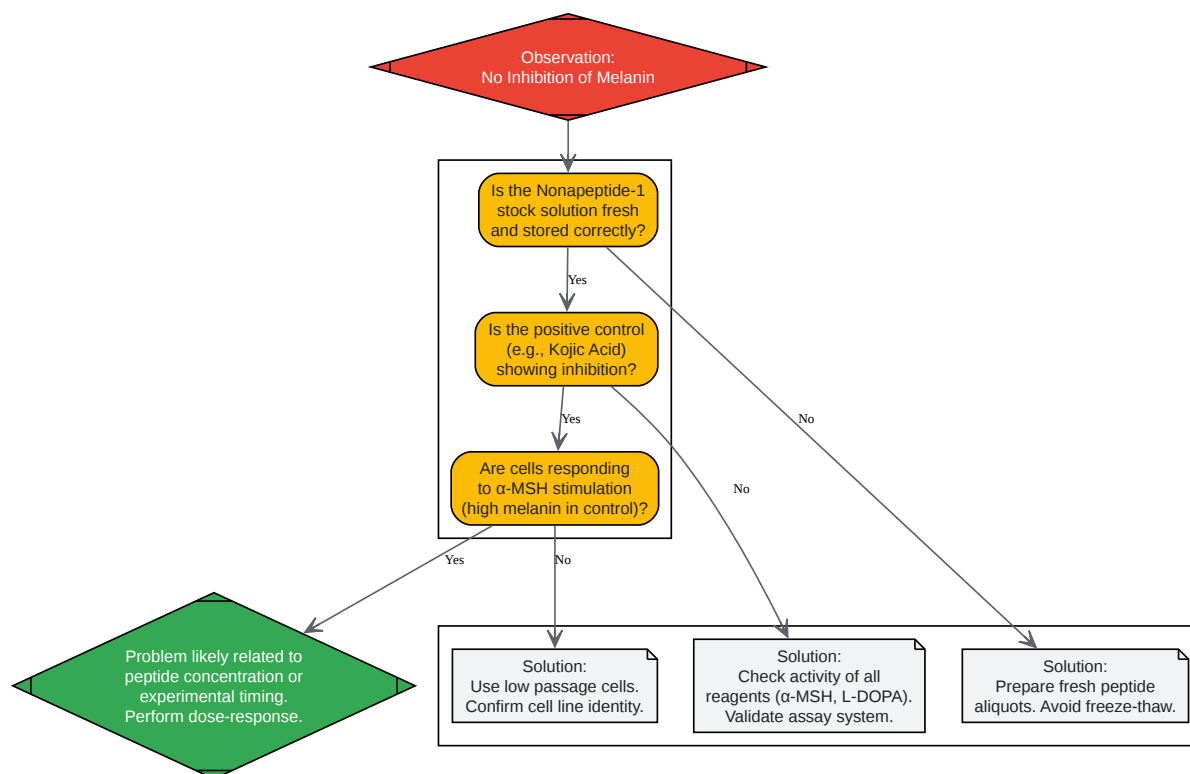 Observation:
No Inhibition of Melanin
Is the Nonapeptide-1
stock solution fresh
and stored correctly?
Yes
Is the positive control
(e.g., Kojic Acid)
showing inhibition?
No
Yes
Are cells responding
to α-MSH stimulation
(high melanin in control)?
No
Yes
No
Problem likely related to
peptide concentration or
experimental timing.
Perform dose-response.
Solution:
Use low passage cells.
Confirm cell line identity.
Solution:
Check activity of all
reagents (α-MSH, L-DOPA).
Validate assay system.
Solution:
Prepare fresh peptide
aliquots. Avoid freeze-thaw.